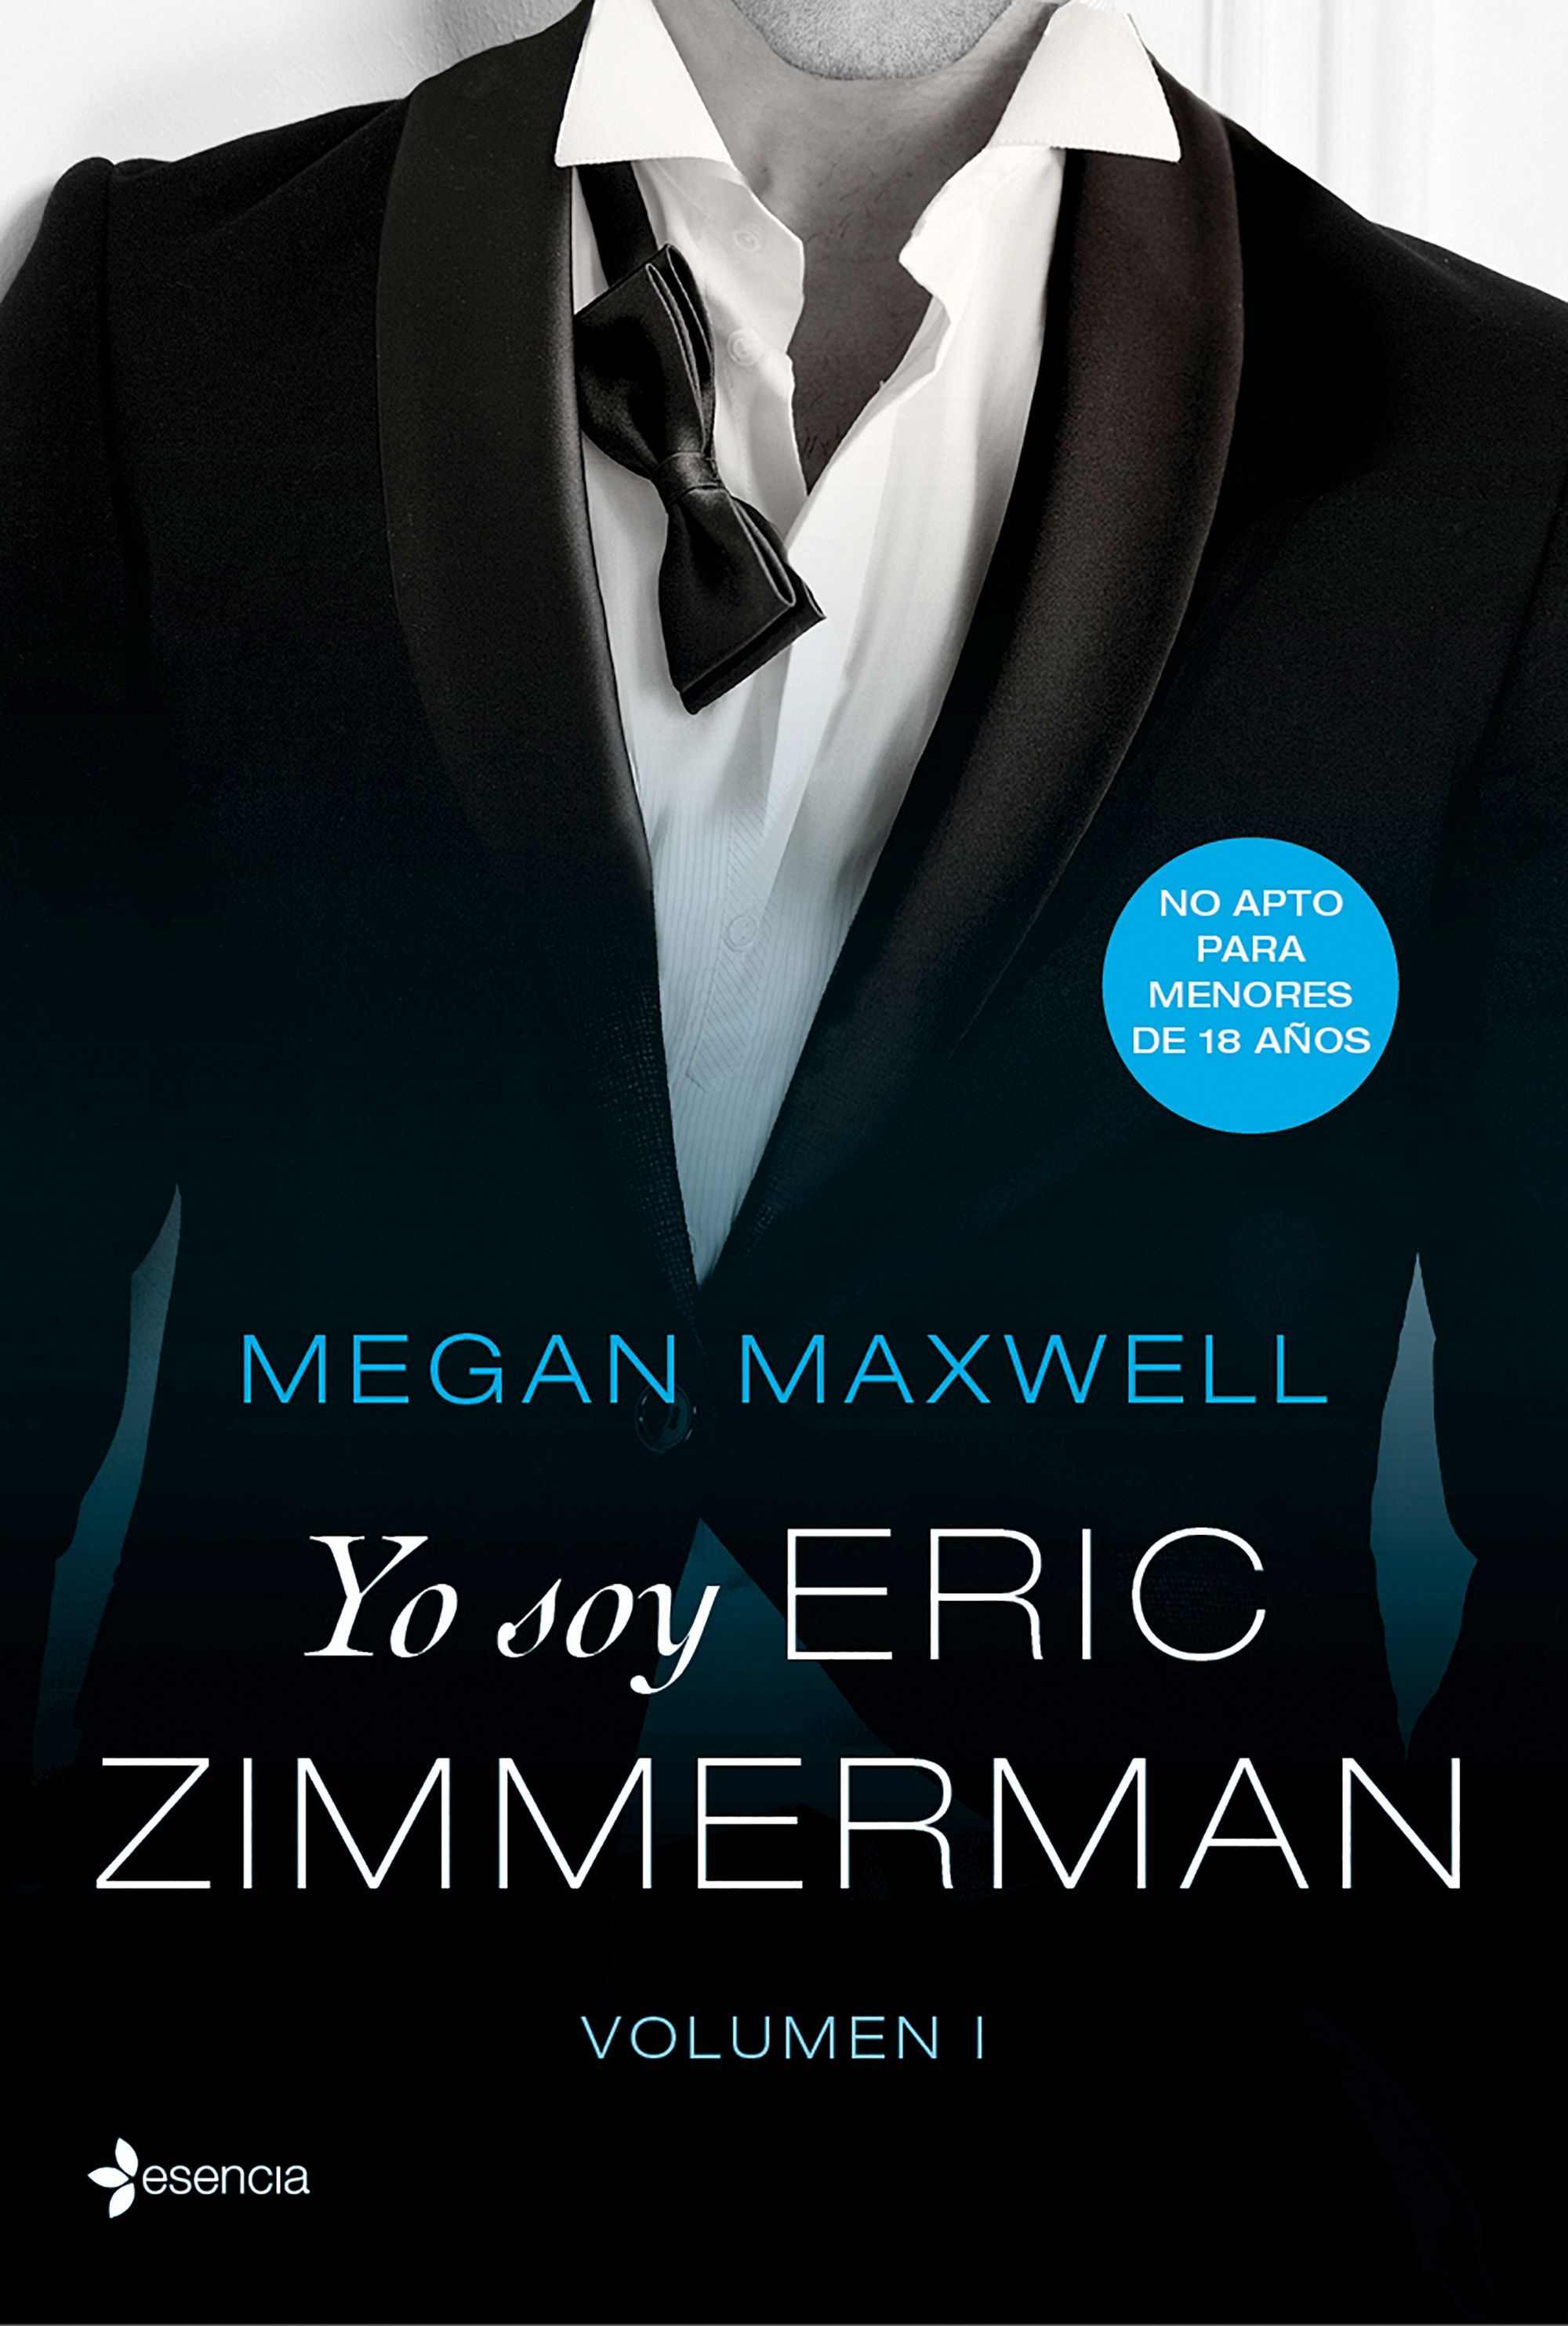 NO APTO
PARA
MENORES
DE 18 AÑOS
MEGAN MAXWELL
Yo soy ERIC
ZIMMERMAN
VOLUMEN I
esencia